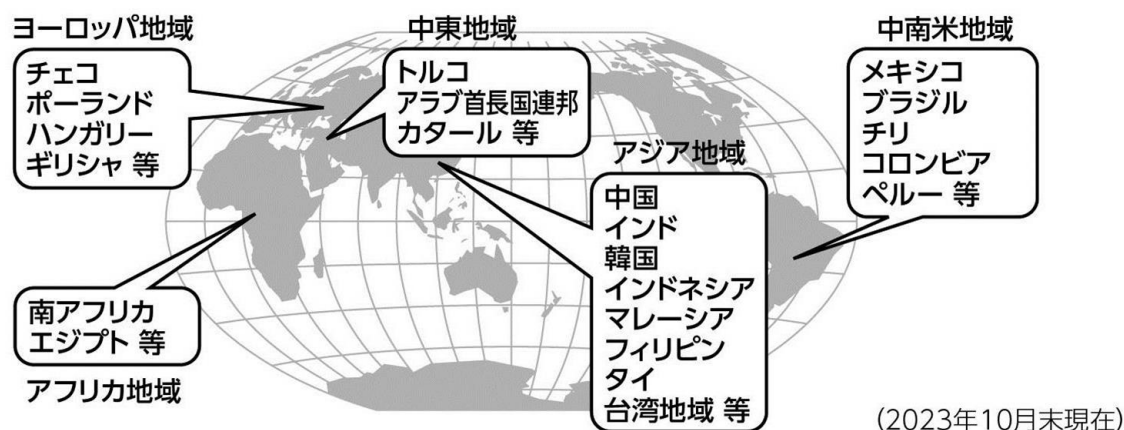 ヨーロッパ地域
チェコ
ポーランド
ハンガリー
ギリシャ 等
中東地域
トルコ
アラブ首長国連邦
カタール 等
中南米地域
メキシコ
ブラジル
チリ
コロンビア
ペルー 等
アジア地域
中国
インド
韓国
インドネシア
マレーシア
フィリピン
タイ
台湾地域 等
南アフリカ
エジプト 等
アフリカ地域
(2023年10月末現在)